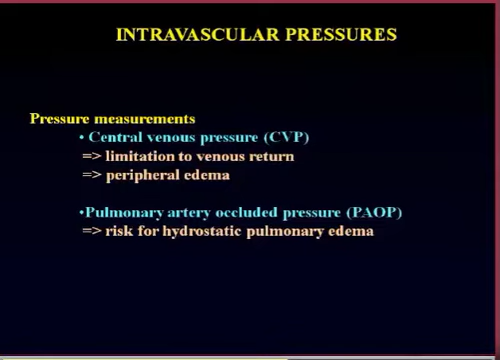 INTRAVASCULAR PRESSURES
Pressure measurements
• Central venous pressure (CVP)
=> limitation to venous return
=> peripheral edema
•Pulmonary artery occluded pressure (PAOP)
=> risk for hydrostatic pulmonary edema